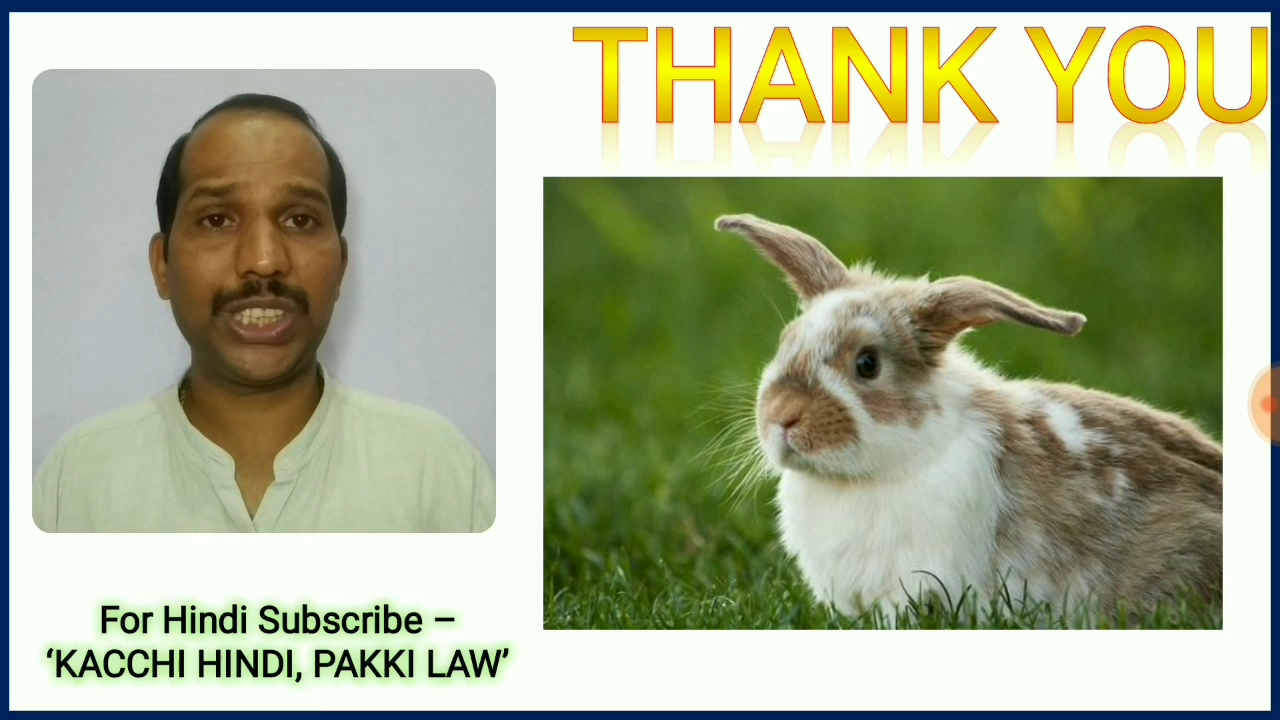 THANK YOU
For Hindi Subscribe –
‘KACCHI HINDI, PAKKI LAW’